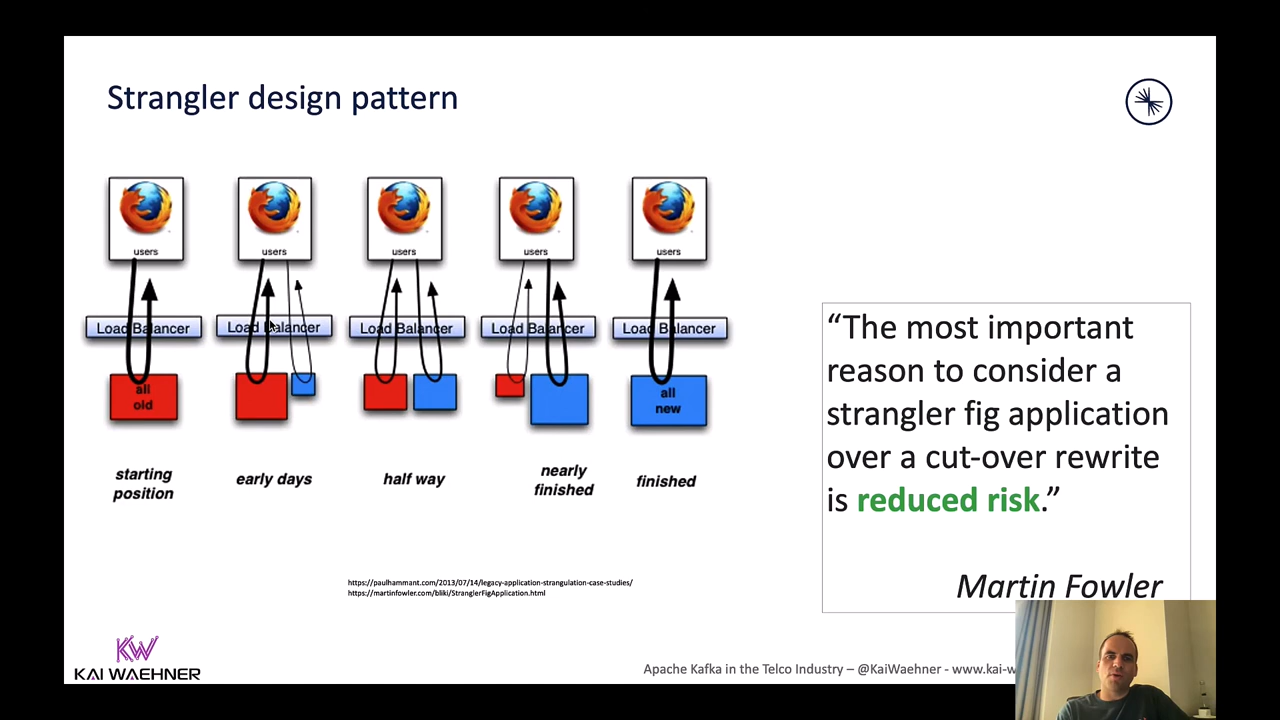 Strangler design pattern
users
users
users
users
users
Load Balancer
Load Balancer
Load Balancer
Load Balancer
Load Balancer
all
old
all
new
starting
position
early days
half way
nearly
finished
finished
“The most important
reason to consider a
strangler fig application
over a cut-over rewrite
is reduced risk.”
Martin Fowler
https://paulhammant.com/2013/07/14/legacy-application-strangulation-case-studies/
https://martinfowler.com/bliki/StranglerFigApplication.html
KW
KAI WAEHNER
Apache Kafka in the Telco Industry – @KaiWaehner - www.kai-w